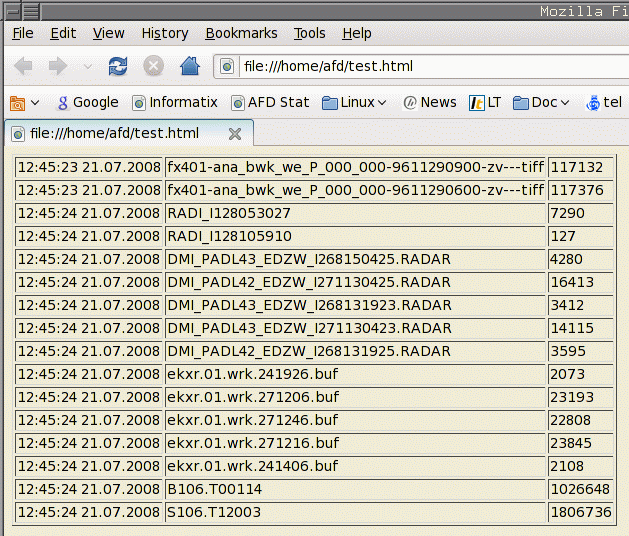 Mozilla Fi
File Edit View History Bookmarks Tools Help
file:///home/afd/test.html
Google Informatix AFD Stat Linux News LT Doc tel
file:///home/afd/test.html
12:45:23 21.07.2008 fx401-ana_bwk_we_P_000_000-9611290900-zv---tiff 117132
12:45:23 21.07.2008 fx401-ana_bwk_we_P_000_000-9611290600-zv---tiff 117376
12:45:24 21.07.2008 RADI_I128053027 7290
12:45:24 21.07.2008 RADI_I128105910 127
12:45:24 21.07.2008 DMI_PADL43_EDZW_I268150425.RADAR 4280
12:45:24 21.07.2008 DMI_PADL42_EDZW_I271130425.RADAR 16413
12:45:24 21.07.2008 DMI_PADL43_EDZW_I268131923.RADAR 3412
12:45:24 21.07.2008 DMI_PADL43_EDZW_I271130423.RADAR 14115
12:45:24 21.07.2008 DMI_PADL42_EDZW_I268131925.RADAR 3595
12:45:24 21.07.2008 ekxr.01.wrk.241926.buf 2073
12:45:24 21.07.2008 ekxr.01.wrk.271206.buf 23193
12:45:24 21.07.2008 ekxr.01.wrk.271246.buf 22808
12:45:24 21.07.2008 ekxr.01.wrk.271216.buf 23845
12:45:24 21.07.2008 ekxr.01.wrk.241406.buf 2108
12:45:24 21.07.2008 B106.T00114 1026648
12:45:24 21.07.2008 S106.T12003 1806736